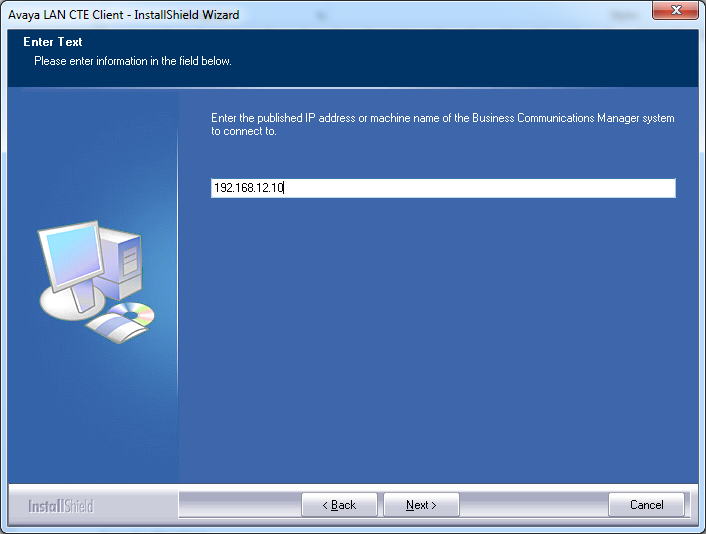 Avaya LAN CTE Client - InstallShield Wizard
Enter Text
Please enter information in the field below.
Enter the published IP address or machine name of the Business Communications Manager system
to connect to.
192.168.12.10
InstallShield
< Back
Next >
Cancel